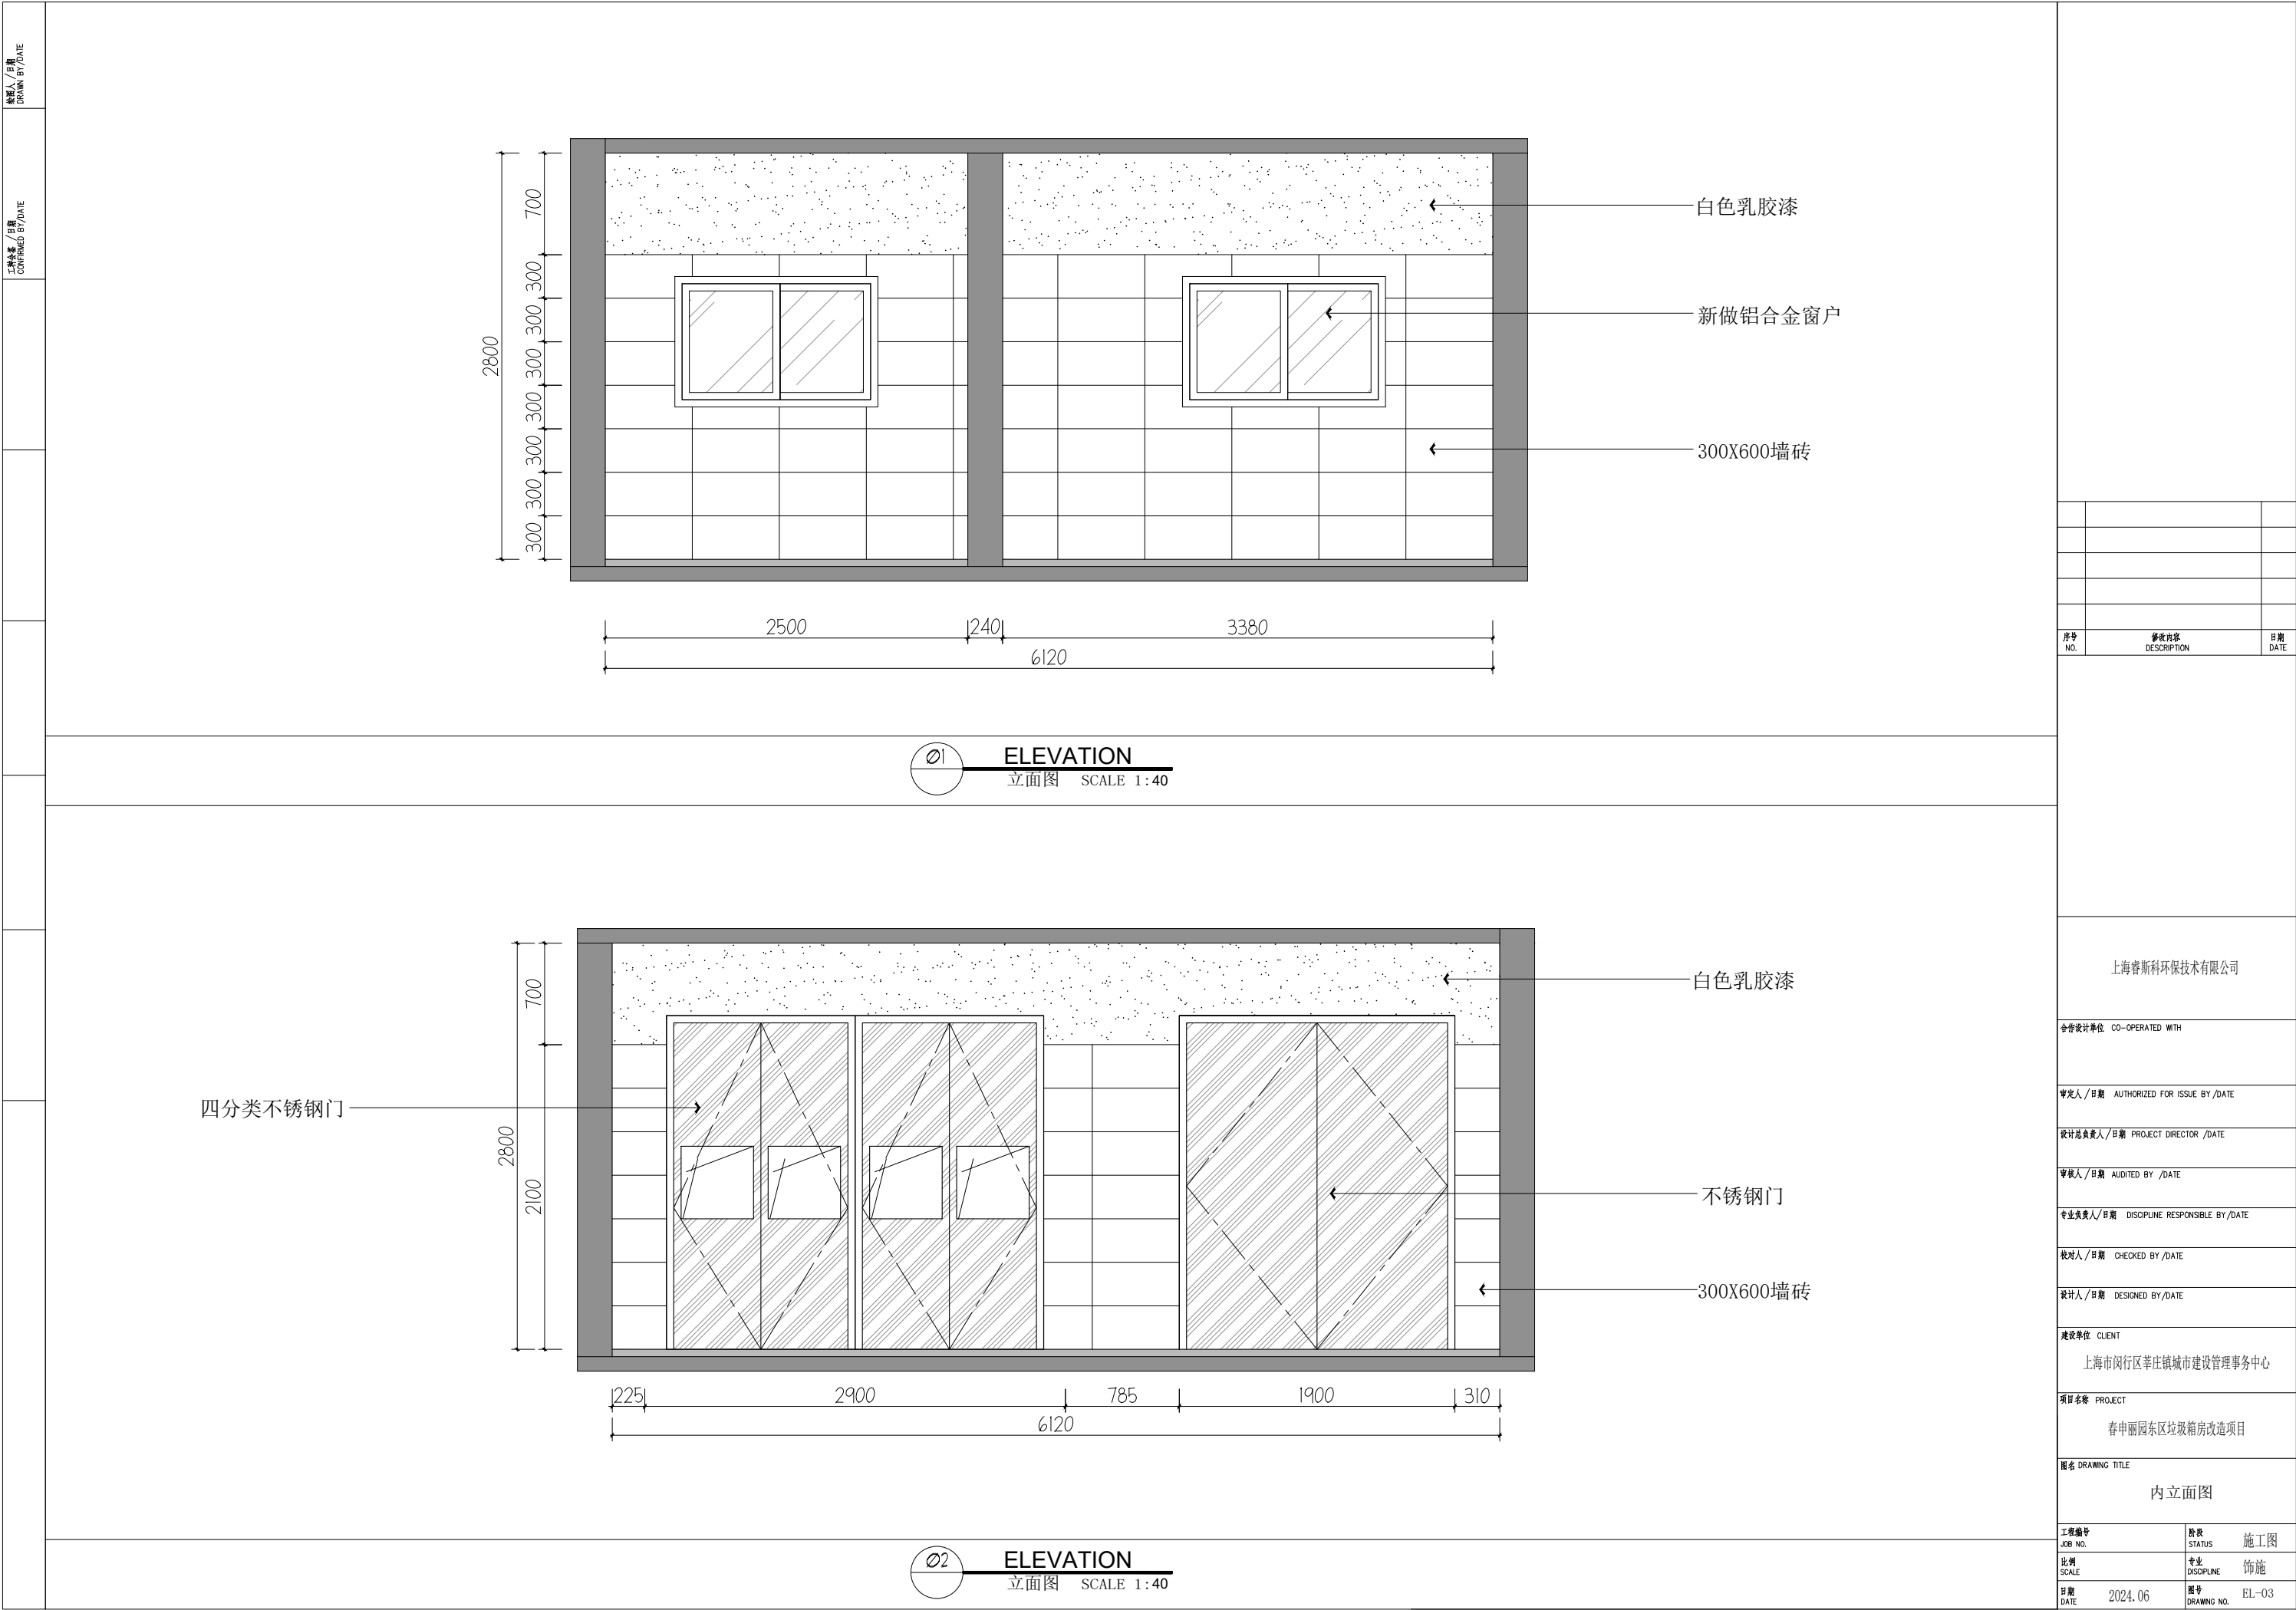 绘图人/日期
DRAWN BY/DATE
工种会签/日期
CONFIRMED BY/DATE
2800
700
300
300
300
300
300
300
300
白色乳胶漆
新做铝合金窗户
300X600墙砖
2500
240
3380
6120
01
ELEVATION
立面图 SCALE 1:40
2800
700
2100
四分类不锈钢门
白色乳胶漆
不锈钢门
300X600墙砖
225
2900
785
1900
310
6120
02
ELEVATION
立面图 SCALE 1:40
序号 修改内容 日期
NO. DESCRIPTION DATE
上海睿斯科环保技术有限公司
合作设计单位 CO-OPERATED WITH
审定人/日期 AUTHORIZED FOR ISSUE BY/DATE
设计总负责人/日期 PROJECT DIRECTOR /DATE
审核人/日期 AUDITED BY /DATE
专业负责人/日期 DISCIPLINE RESPONSIBLE BY/DATE
校对人/日期 CHECKED BY/DATE
设计人/日期 DESIGNED BY/DATE
建设单位 CLIENT
上海市闵行区莘庄镇城市建设管理事务中心
项目名称 PROJECT
春申丽园东区垃圾箱房改造项目
图名 DRAWING TITLE
内立面图
工程编号
JOB NO.
阶段
STATUS
施工图
比例
SCALE
专业
DISCIPLINE
饰施
日期
DATE
2024.06
图号
DRAWING NO.
EL-03